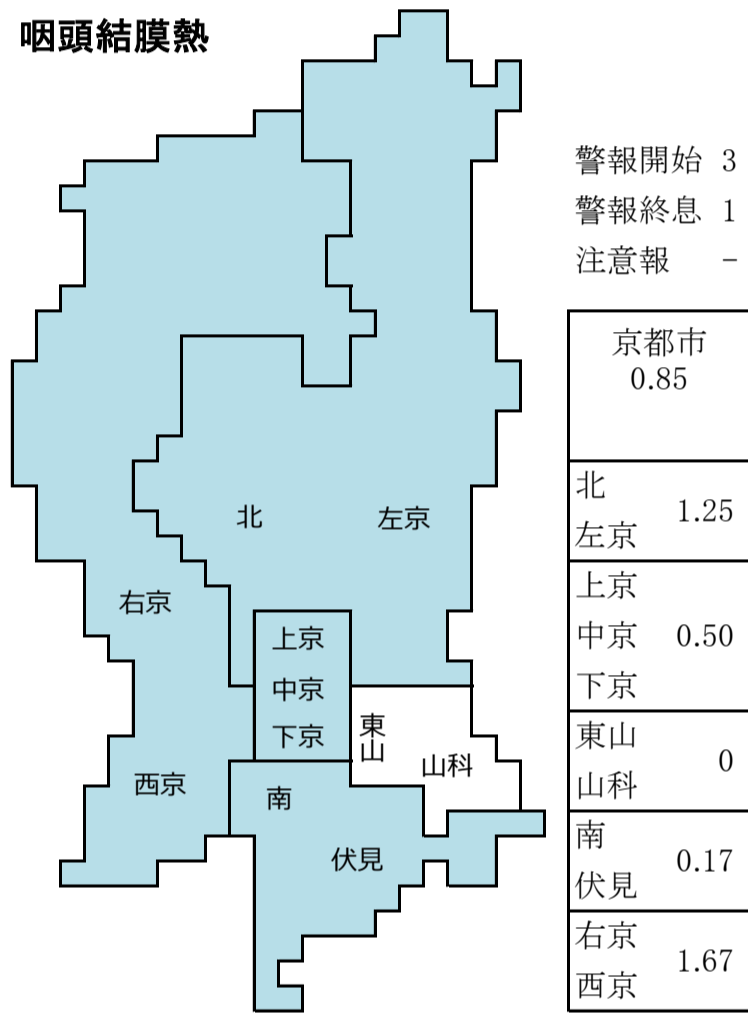 咽頭結膜熱
警報開始 3
警報終息 1
注意報 -
京都市
0.85
北
左京
1.25
上京
中京
下京
0.50
東山
山科
0
南
伏見
0.17
右京
西京
1.67
北
左京
右京
上京
中京
下京
東山
山科
西京
南
伏見